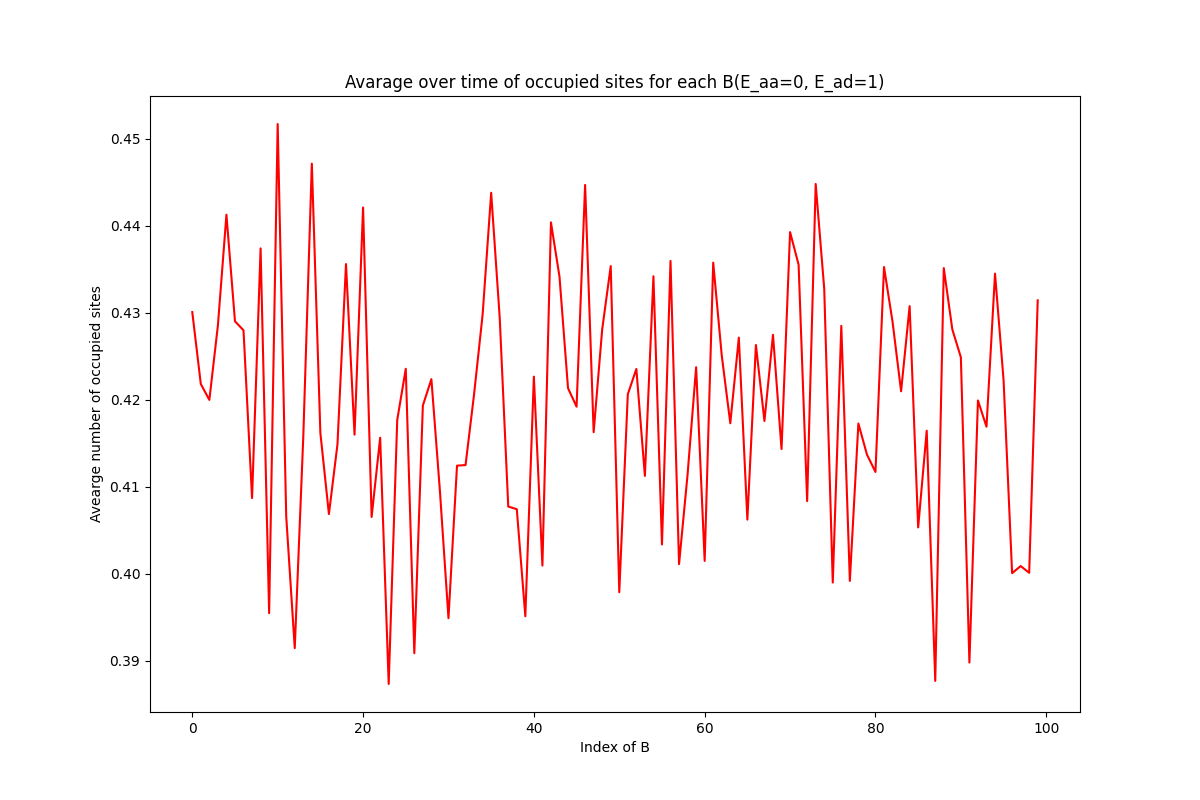 Avarage over time of occupied sites for each B(E_aa=0, E_ad=1)
0.45
0.44
0.43
0.42
0.41
0.40
0.39
Avearge number of occupied sites
0 20 40 60 80 100
Index of B